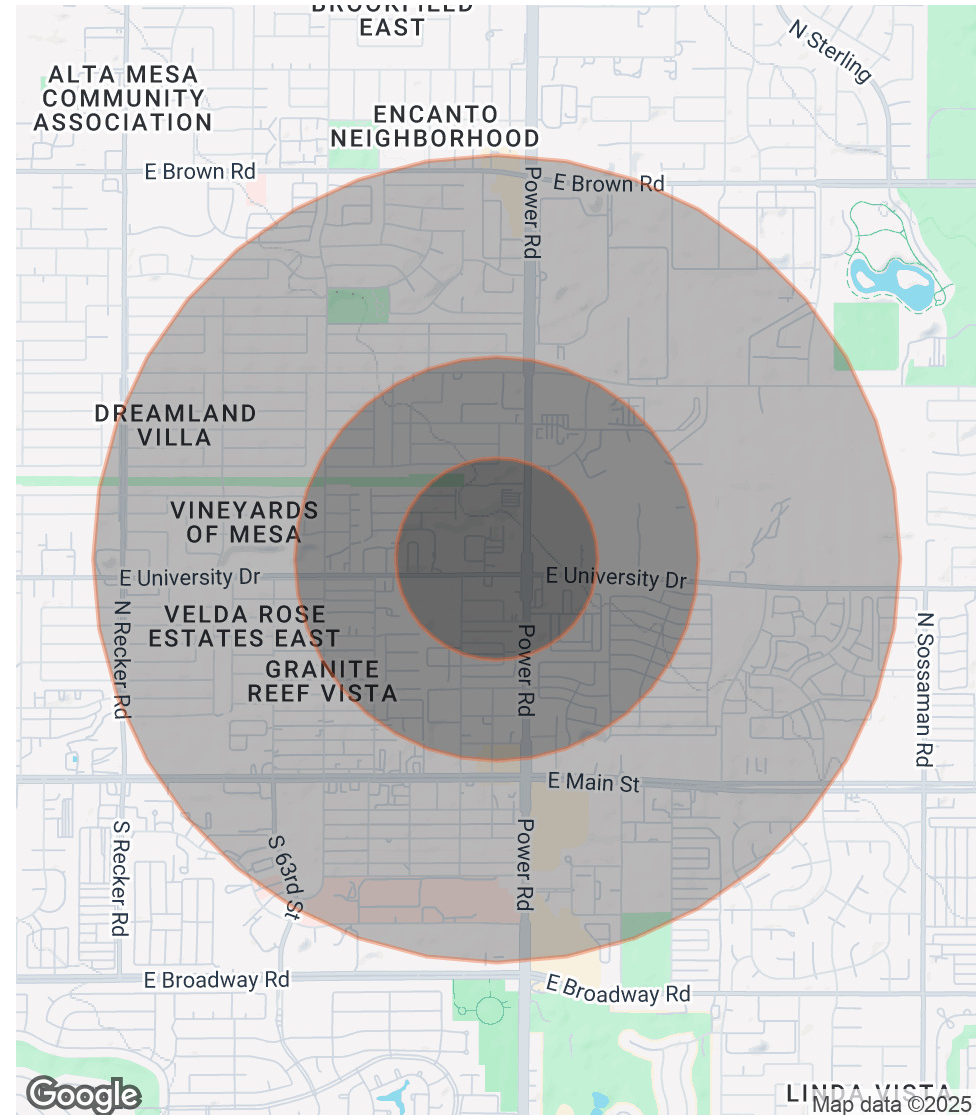 BROOKFIELD
EAST
N Sterling
ALTA MESA
COMMUNITY
ASSOCIATION
ENCANTO
NEIGHBORHOOD
E Brown Rd
E Brown Rd
Power Rd
DREAMLAND
VILLA
VINEYARDS
OF MESA
E University Dr
E University Dr
VELDA ROSE
ESTATES EAST
N Recker Rd
GRANITE
REEF VISTA
Power Rd
N Sossaman Rd
E Main St
S Recker Rd
S 63rd St
Power Rd
E Broadway Rd
E Broadway Rd
LINDA VISTA
Google
Map data ©2025